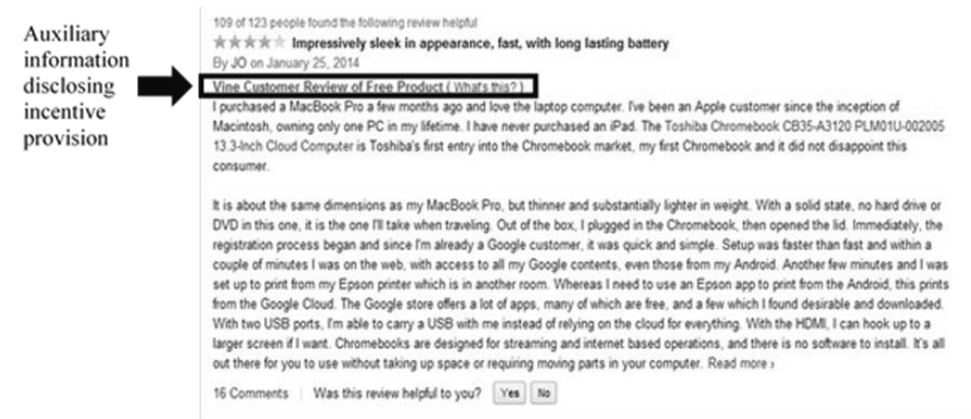 Auxiliary
information
disclosing
incentive
provision
109 of 123 people found the following review helpful
Impressively sleek in appearance, fast, with long lasting battery
By JO on January 25, 2014
Vine Customer Review of Free Product ( What's this? )
I purchased a MacBook Pro a few months ago and love the laptop computer. I've been an Apple customer since the inception of
Macintosh, owning only one PC in my lifetime. I have never purchased an iPad. The Toshiba Chromebook CB35-A3120 PLM01U-002005
13.3-Inch Cloud Computer is Toshiba's first entry into the Chromebook market, my first Chromebook and it did not disappoint this
consumer.
It is about the same dimensions as my MacBook Pro, but thinner and substantially lighter in weight. With a solid state, no hard drive or
DVD in this one, it is the one I'll take when traveling. Out of the box, I plugged in the Chromebook, then opened the lid. Immediately, the
registration process began and since I'm already a Google customer, it was quick and simple. Setup was faster than fast and within a
couple of minutes I was on the web, with access to all my Google contents, even those from my Android. Another few minutes and I was
set up to print from my Epson printer which is in another room. Whereas I need to use an Epson app to print from the Android, this prints
from the Google Cloud. The Google store offers a lot of apps, many of which are free, and a few which I found desirable and downloaded.
With two USB ports, I'm able to carry a USB with me instead of relying on the cloud for everything. With the HDMI, I can hook up to a
larger screen if I want. Chromebooks are designed for streaming and internet based operations, and there is no software to install. It's all
out there for you to use without taking up space or requiring moving parts in your computer. Read more ›
16 Comments | Was this review helpful to you? Yes No